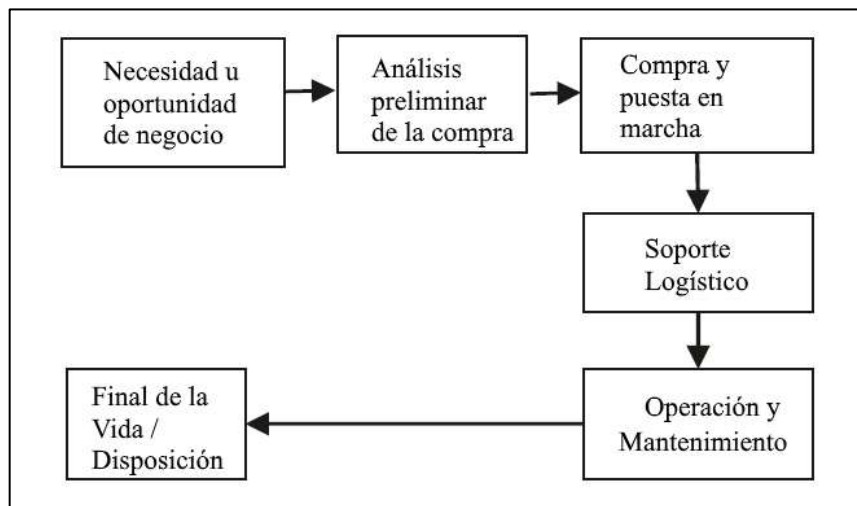 Necesidad u
oportunidad
de negocio
Análisis
preliminar
de la compra
Compra y
puesta en
marcha
Soporte
Logístico
Operación y
Mantenimiento
Final de la
Vida /
Disposición